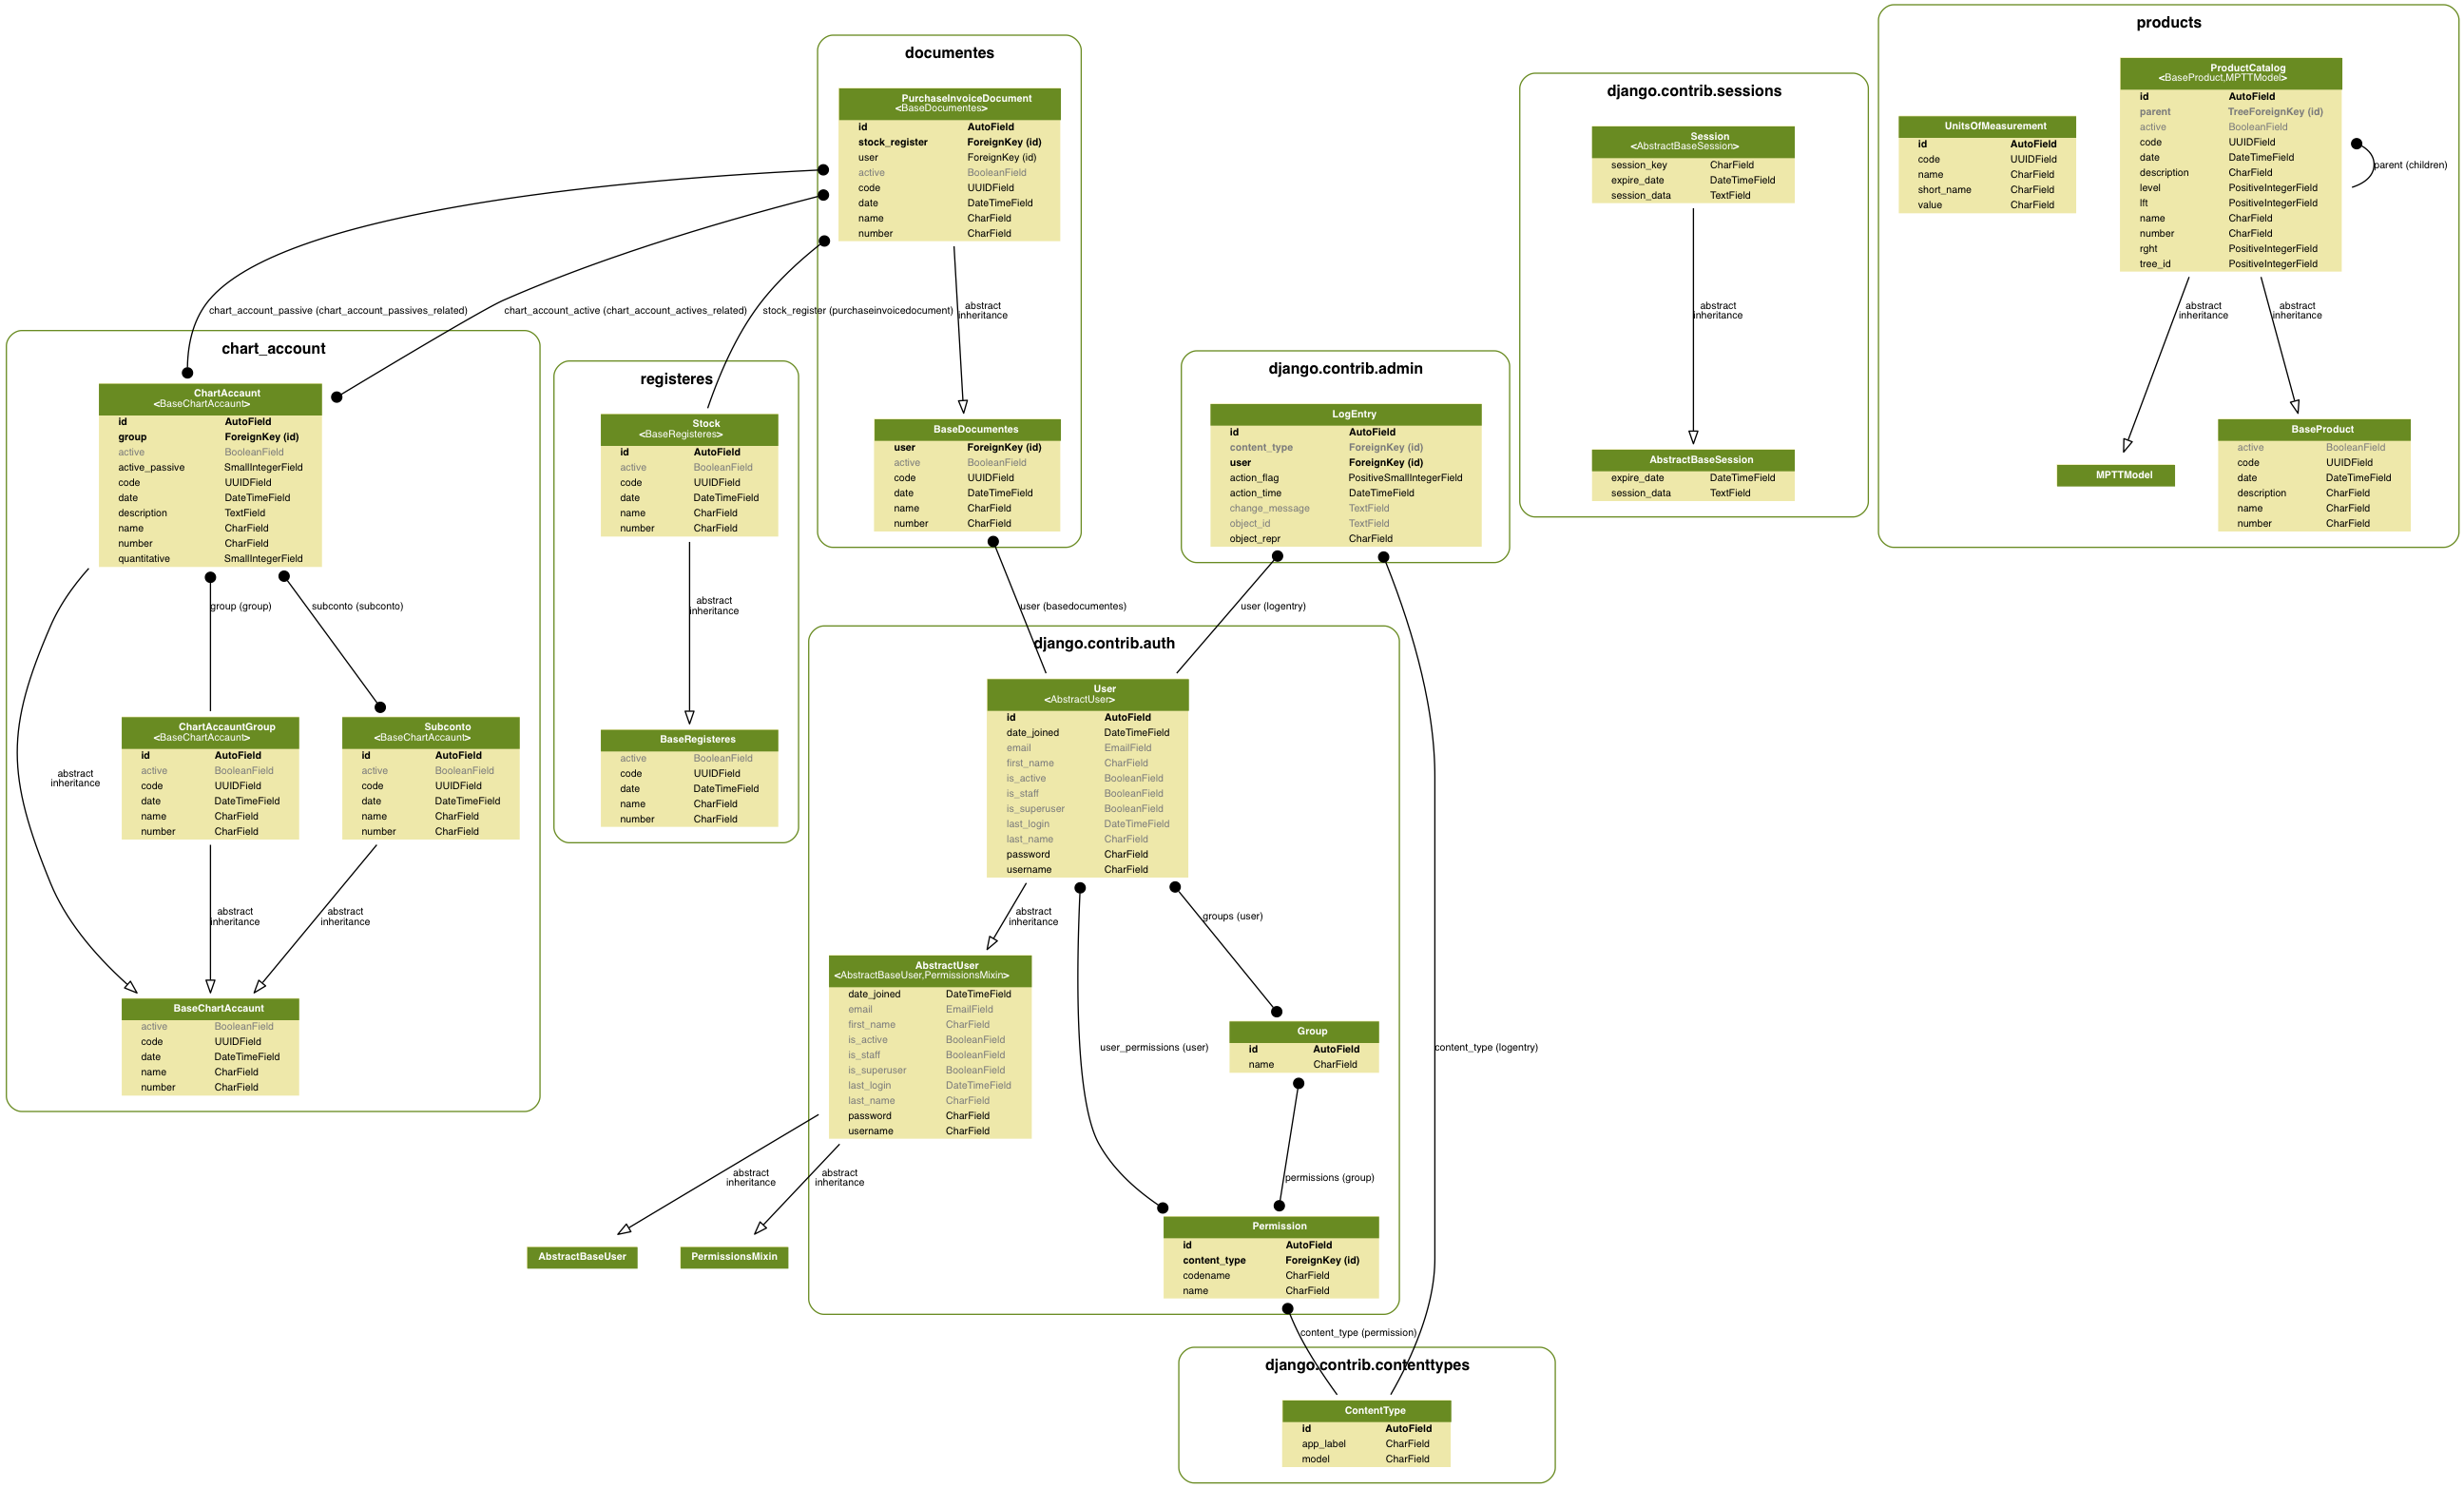 documentes
PurchaseInvoiceDocument
<BaseDocumentes>
id AutoField
stock_register ForeignKey (id)
user ForeignKey (id)
active BooleanField
code UUIDField
date DateTimeField
name CharField
number CharField
abstract
inheritance
BaseDocumentes
user ForeignKey (id)
active BooleanField
code UUIDField
date DateTimeField
name CharField
number CharField
chart_account_passive (chart_account_passives_related)
chart_account_active (chart_account_actives_related)
stock_register (purchaseinvoicedocument)
django.contrib.sessions
Session
<AbstractBaseSession>
session_key CharField
expire_date DateTimeField
session_data TextField
abstract
inheritance
AbstractBaseSession
expire_date DateTimeField
session_data TextField
products
UnitsOfMeasurement
id AutoField
code UUIDField
name CharField
short_name CharField
value CharField
ProductCatalog
<BaseProduct,MPTTModel>
id AutoField
parent TreeForeignKey (id)
active BooleanField
code UUIDField
date DateTimeField
description CharField
level PositiveIntegerField
lft PositiveIntegerField
name CharField
number CharField
rght PositiveIntegerField
tree_id PositiveIntegerField
parent (children)
abstract
inheritance
abstract
inheritance
MPTTModel
BaseProduct
active BooleanField
code UUIDField
date DateTimeField
description CharField
name CharField
number CharField
chart_account
ChartAccaunt
<BaseChartAccaunt>
id AutoField
group ForeignKey (id)
active BooleanField
active_passive SmallIntegerField
code UUIDField
date DateTimeField
description TextField
name CharField
number CharField
quantitative SmallIntegerField
group (group)
subconto (subconto)
abstract
inheritance
ChartAccauntGroup
<BaseChartAccaunt>
id AutoField
active BooleanField
code UUIDField
date DateTimeField
name CharField
number CharField
Subconto
<BaseChartAccaunt>
id AutoField
active BooleanField
code UUIDField
date DateTimeField
name CharField
number CharField
abstract
inheritance
abstract
inheritance
BaseChartAccaunt
active BooleanField
code UUIDField
date DateTimeField
name CharField
number CharField
registeres
Stock
<BaseRegisteres>
id AutoField
active BooleanField
code UUIDField
date DateTimeField
name CharField
number CharField
abstract
inheritance
BaseRegisteres
active BooleanField
code UUIDField
date DateTimeField
name CharField
number CharField
django.contrib.admin
LogEntry
id AutoField
content_type ForeignKey (id)
user ForeignKey (id)
action_flag PositiveSmallIntegerField
action_time DateTimeField
change_message TextField
object_id TextField
object_repr CharField
user (basedocumentes)
user (logentry)
django.contrib.auth
User
<AbstractUser>
id AutoField
date_joined DateTimeField
email EmailField
first_name CharField
is_active BooleanField
is_staff BooleanField
is_superuser BooleanField
last_login DateTimeField
last_name CharField
password CharField
username CharField
abstract
inheritance
groups (user)
AbstractUser
<AbstractBaseUser,PermissionsMixin>
date_joined DateTimeField
email EmailField
first_name CharField
is_active BooleanField
is_staff BooleanField
is_superuser BooleanField
last_login DateTimeField
last_name CharField
password CharField
username CharField
user_permissions (user)
Group
id AutoField
name CharField
content_type (logentry)
permissions (group)
abstract
inheritance
abstract
inheritance
AbstractBaseUser
PermissionsMixin
Permission
id AutoField
content_type ForeignKey (id)
codename CharField
name CharField
content_type (permission)
django.contrib.contenttypes
ContentType
id AutoField
app_label CharField
model CharField